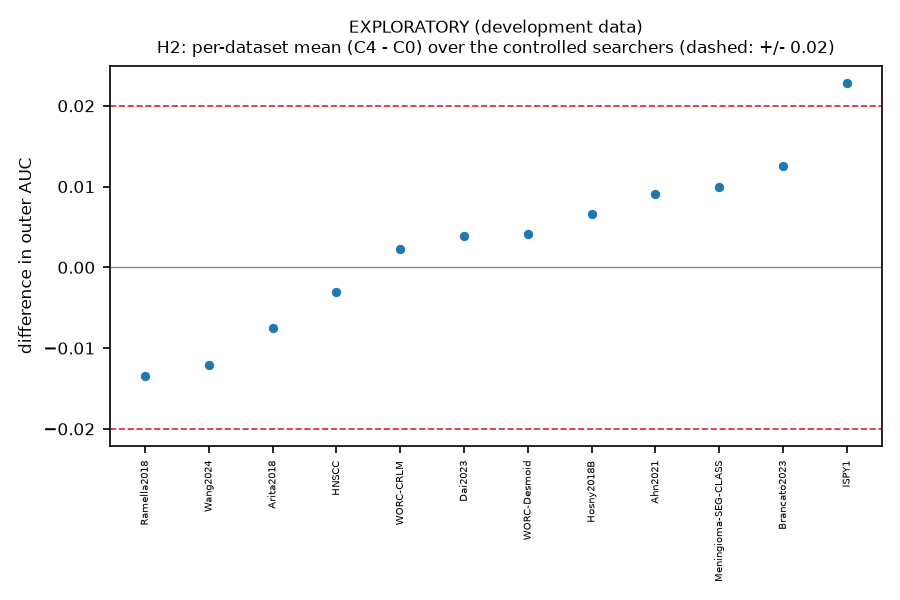 EXPLORATORY (development data)
H2: per-dataset mean (C4 - C0) over the controlled searchers (dashed: +/- 0.02)
difference in outer AUC
0.02
0.01
0.00
−0.01
−0.02
Ramella2018
Wang2024
Arita2018
HNSCC
WORC-CRLM
Dai2023
WORC-Desmoid
Hosny2018B
Ahn2021
Meningioma-SEG-CLASS
Brancato2023
ISPY1